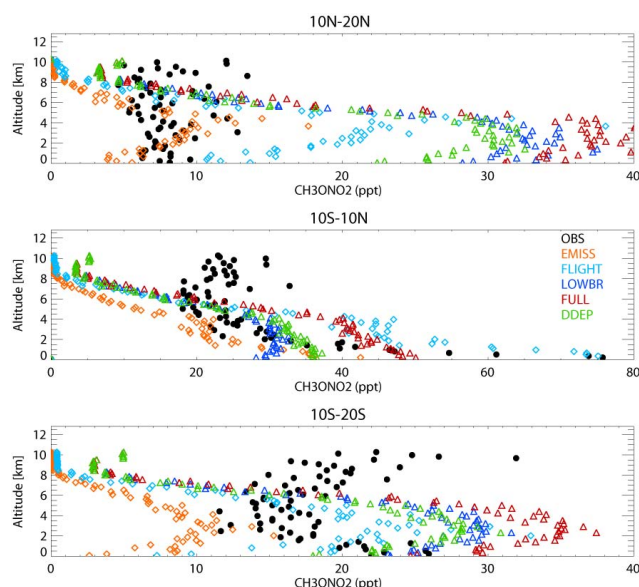 10N-20N
Altitude [km]
12
10
8
6
4
2
0
0 10 20 30 40
CH3ONO2 (ppt)
10S-10N
Altitude [km]
12
10
8
6
4
2
0
OBS
EMISS
FLIGHT
LOWBR
FULL
DDEP
0 20 40 60 80
CH3ONO2 (ppt)
10S-20S
Altitude [km]
12
10
8
6
4
2
0
0 10 20 30 40
CH3ONO2 (ppt)